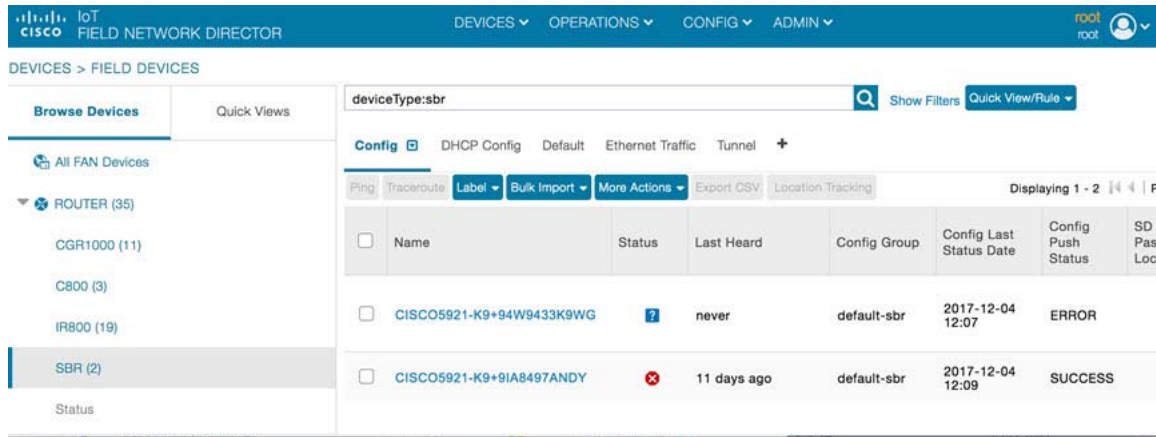 IoT
CISCO FIELD NETWORK DIRECTOR
DEVICES OPERATIONS CONFIG ADMIN
root
root
DEVICES > FIELD DEVICES
Browse Devices
Quick Views
deviceType:sbr
Show Filters
Quick View/Rule
Config DHCP Config Default Ethernet Traffic Tunnel +
Ping Traceroute Label Bulk Import More Actions Export CSV Location Tracking
Displaying 1 - 2
All FAN Devices
ROUTER (35)
CGR1000 (11)
C800 (3)
IR800 (19)
SBR (2)
Status
Name Status Last Heard Config Group Config Last Status Date Config Push Status SD Pas Loc
CISCO5921-K9+94W9433K9WG ? never default-sbr 2017-12-04 12:07 ERROR
CISCO5921-K9+9IA8497ANDY 11 days ago default-sbr 2017-12-04 12:09 SUCCESS